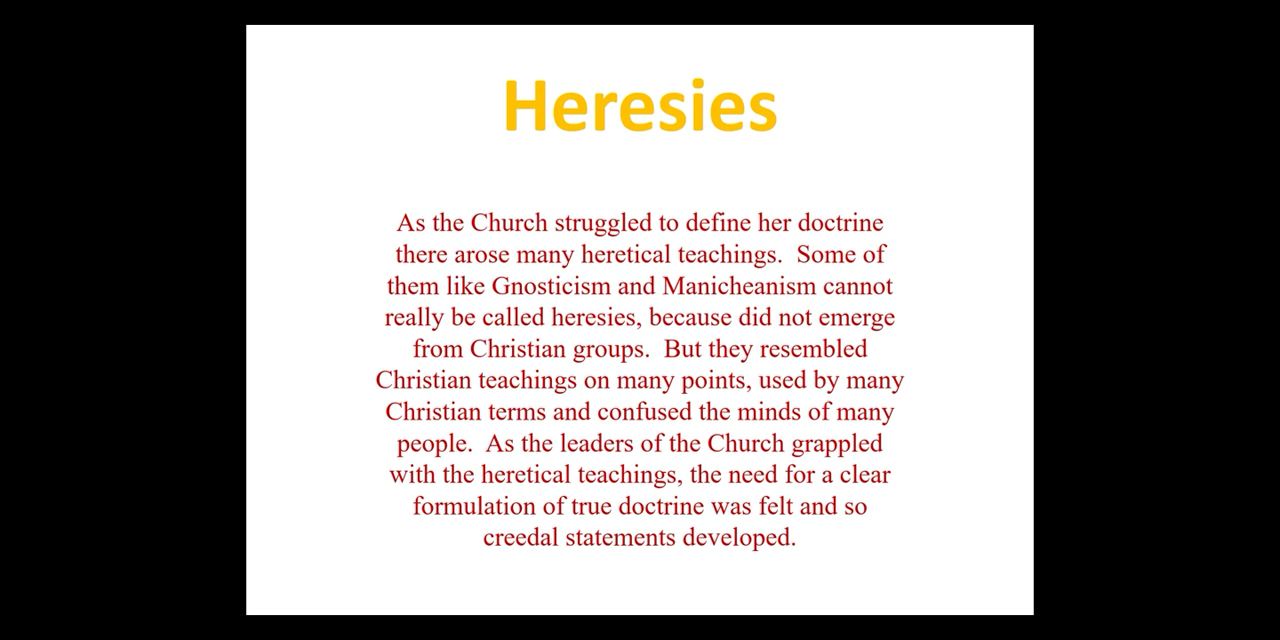 Heresies
As the Church struggled to define her doctrine
there arose many heretical teachings.  Some of
them like Gnosticism and Manicheanism cannot
really be called heresies, because did not emerge
from Christian groups.  But they resembled
Christian teachings on many points, used by many
Christian terms and confused the minds of many
people.  As the leaders of the Church grappled
with the heretical teachings, the need for a clear
formulation of true doctrine was felt and so
creedal statements developed.